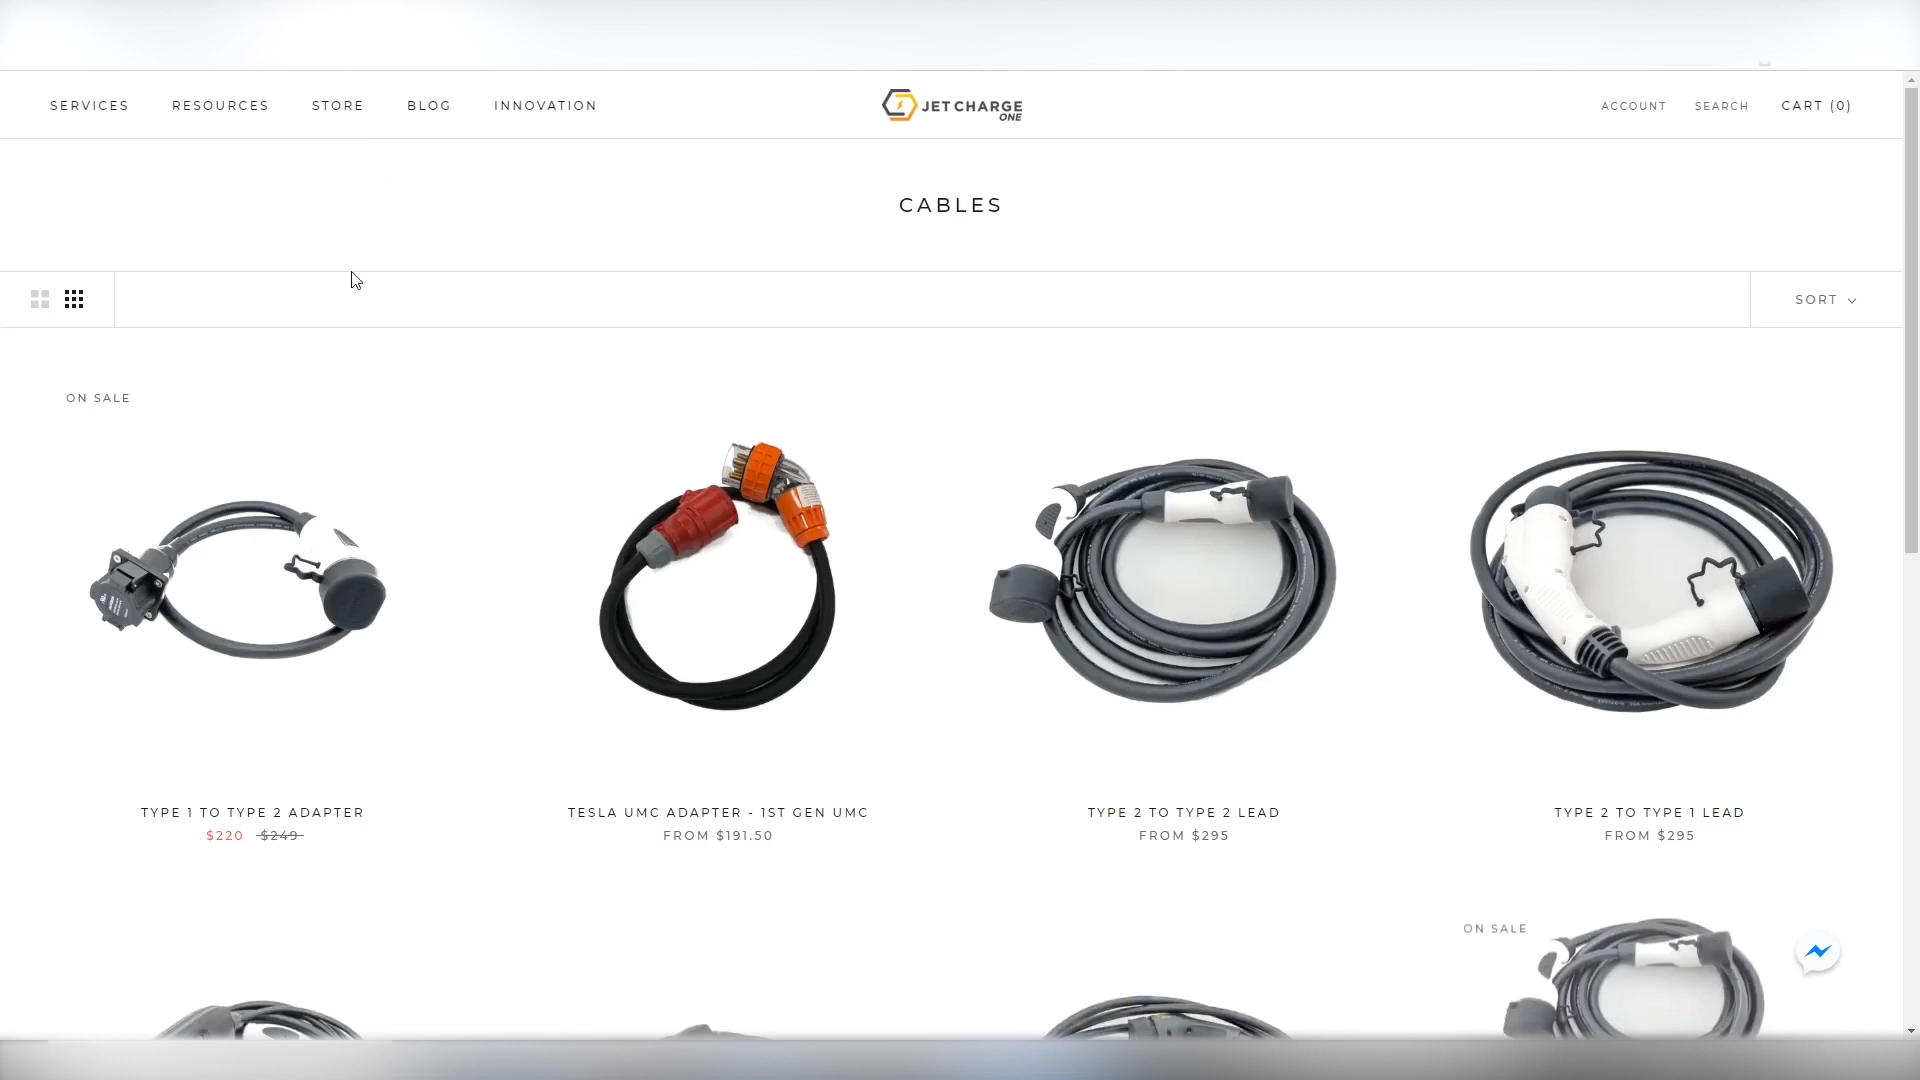 SERVICES RESOURCES STORE BLOG INNOVATION
JETCHARGE
ONE
ACCOUNT SEARCH CART (0)
CABLES
SORT
ON SALE
TYPE 1 TO TYPE 2 ADAPTER
$220 $249
TESLA UMC ADAPTER - 1ST GEN UMC
FROM $191.50
TYPE 2 TO TYPE 2 LEAD
FROM $295
TYPE 2 TO TYPE 1 LEAD
FROM $295
ON SALE